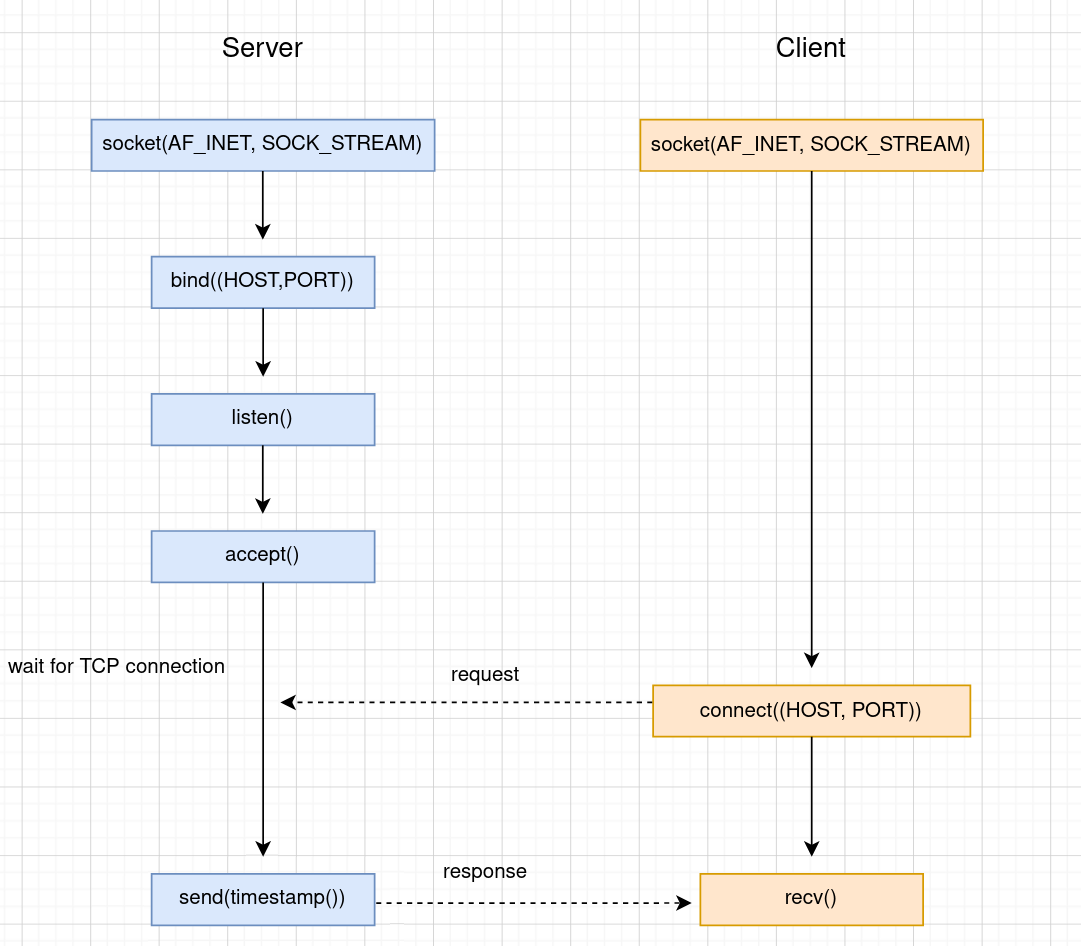 Server
Client
socket(AF_INET, SOCK_STREAM)
socket(AF_INET, SOCK_STREAM)
bind((HOST,PORT))
listen()
accept()
wait for TCP connection
request
connect((HOST, PORT))
response
send(timestamp())
recv()